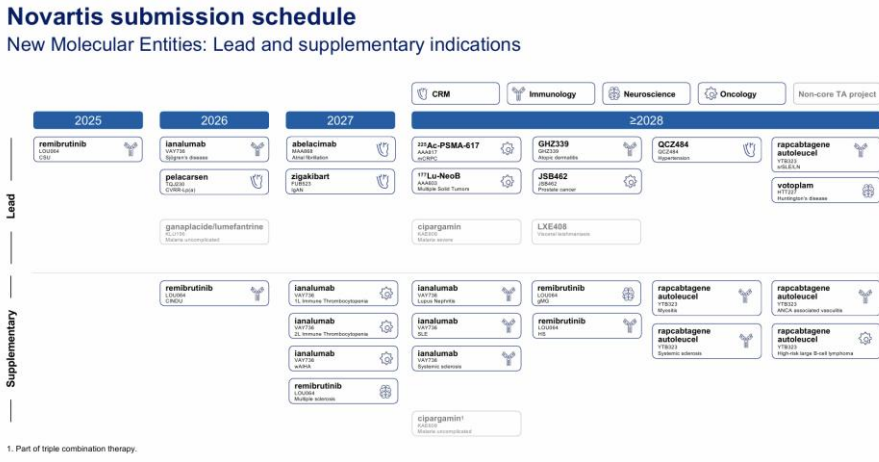 Novartis submission schedule
New Molecular Entities: Lead and supplementary indications
CRM
Immunology
Neuroscience
Oncology
Non-core TA project
2025
2026
2027
≥2028
Lead
remibrutinib
LOU064
CSU
ianalumab
VAY736
Sjögren's disease
abelacimab
MAA868
Atrial fibrillation
²²⁵Ac-PSMA-617
AAA817
mCRPC
GHZ339
GHZ339
Atopic dermatitis
QCZ484
QCZ484
Hypertension
rapcabtagene
autoleucel
YTB323
srSLE/LN
pelacarsen
TQJ230
CVRR-Lp(a)
zigakibart
FUB523
IgAN
¹⁷⁷Lu-NeoB
AAA603
Multiple Solid Tumors
JSB462
JSB462
Prostate cancer
votoplam
HTT227
Huntington's disease
ganaplacide/lumefantrine
KLU156
Malaria uncomplicated
cipargamin
KAE609
Malaria severe
LXE408
Visceral leishmaniasis
Supplementary
remibrutinib
LOU064
CINDU
ianalumab
VAY736
1L Immune Thrombocytopenia
ianalumab
VAY736
Lupus Nephritis
remibrutinib
LOU064
gMG
rapcabtagene
autoleucel
YTB323
Myositis
rapcabtagene
autoleucel
YTB323
ANCA associated vasculitis
ianalumab
VAY736
2L Immune Thrombocytopenia
ianalumab
VAY736
SLE
remibrutinib
LOU064
HS
rapcabtagene
autoleucel
YTB323
Systemic sclerosis
rapcabtagene
autoleucel
YTB323
High-risk large B-cell lymphoma
ianalumab
VAY736
wAIHA
ianalumab
VAY736
Systemic sclerosis
remibrutinib
LOU064
Multiple sclerosis
cipargamin¹
KAE609
Malaria uncomplicated
1. Part of triple combination therapy.